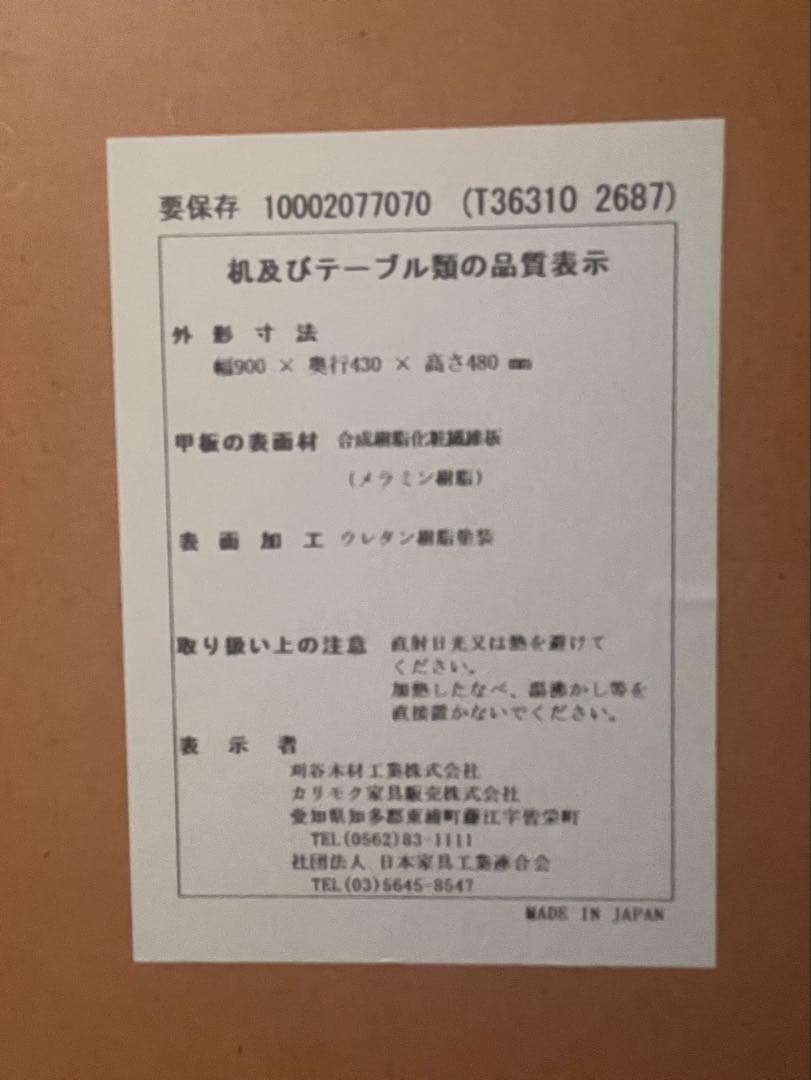 要保存 10002077070 (T36310 2687)
机及びテーブル類の品質表示
外形寸法
幅900 × 奥行430 × 高さ480 mm
甲板の表面材 合成樹脂化粧繊維板
(メラミン樹脂)
表面加工 ウレタン樹脂塗装
取り扱い上の注意 直射日光又は熱を避けて
ください。
加熱したなべ、湯沸かし等を
直接置かないでください。
表示者
刈谷木材工業株式会社
カリモク家具販売株式会社
愛知県知多郡東浦町藤江字皆栄町
TEL(0562)83-1111
社団法人 日本家具工業連合会
TEL(03)5645-8547
MADE IN JAPAN